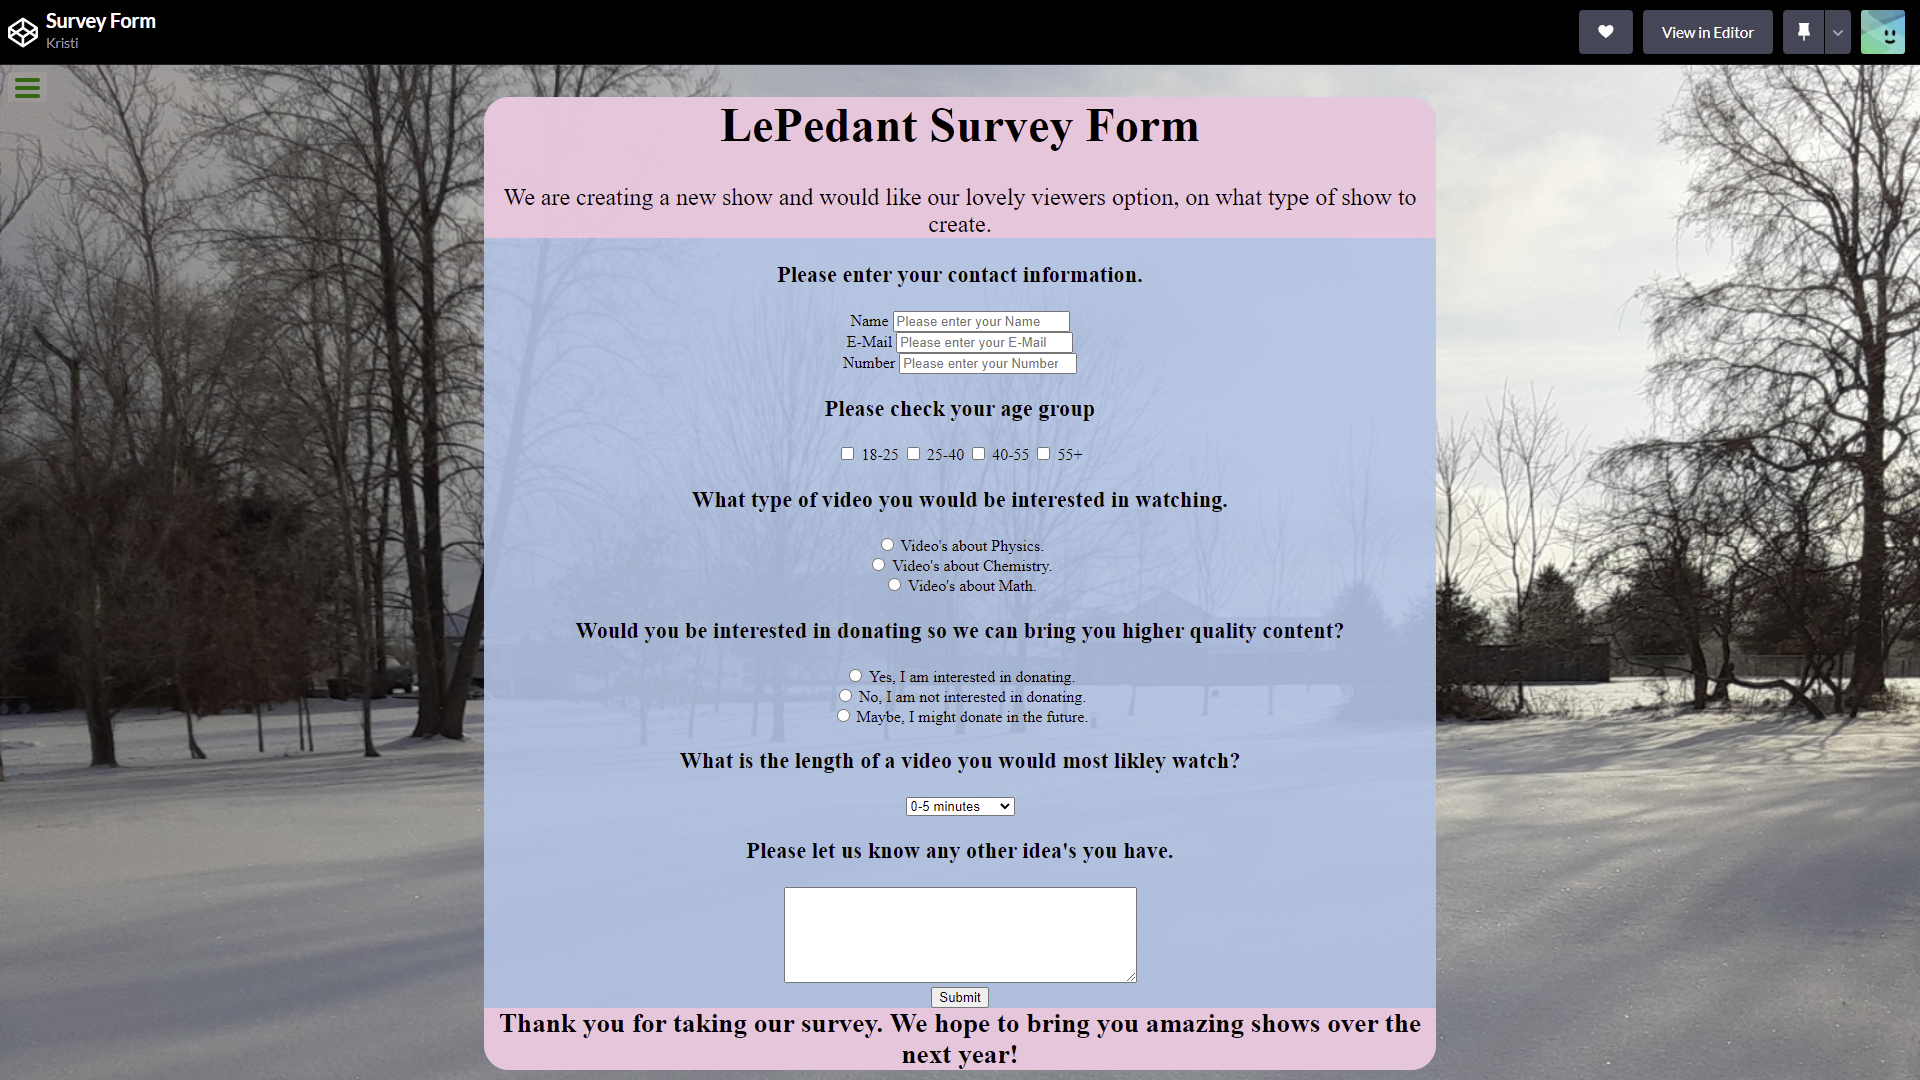 Survey Form
Kristi
View in Editor
LePedant Survey Form
We are creating a new show and would like our lovely viewers option, on what type of show to
create.
Please enter your contact information.
Name Please enter your Name
E-Mail Please enter your E-Mail
Number Please enter your Number
Please check your age group
18-25 25-40 40-55 55+
What type of video you would be interested in watching.
Video's about Physics.
Video's about Chemistry.
Video's about Math.
Would you be interested in donating so we can bring you higher quality content?
Yes, I am interested in donating.
No, I am not interested in donating.
Maybe, I might donate in the future.
What is the length of a video you would most likley watch?
0-5 minutes
Please let us know any other idea's you have.
Submit
Thank you for taking our survey. We hope to bring you amazing shows over the
next year!